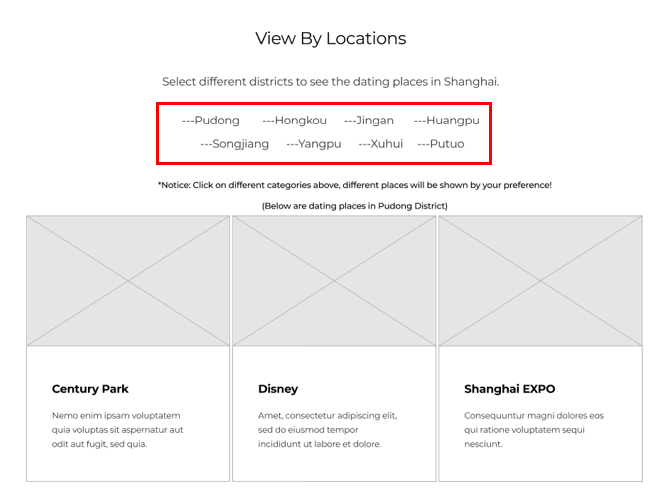 View By Locations
Select different districts to see the dating places in Shanghai.
---Pudong ---Hongkou ---Jingan ---Huangpu
---Songjiang ---Yangpu ---Xuhui ---Putuo
*Notice: Click on different categories above, different places will be shown by your preference!
(Below are dating places in Pudong District)
Century Park
Nemo enim ipsam voluptatem
quia voluptas sit aspernatur aut
odit aut fugit, sed quia.
Disney
Amet, consectetur adipiscing elit,
sed do eiusmod tempor
incididunt ut labore et dolore.
Shanghai EXPO
Consequuntur magni dolores eos
qui ratione voluptatem sequi
nesciunt.